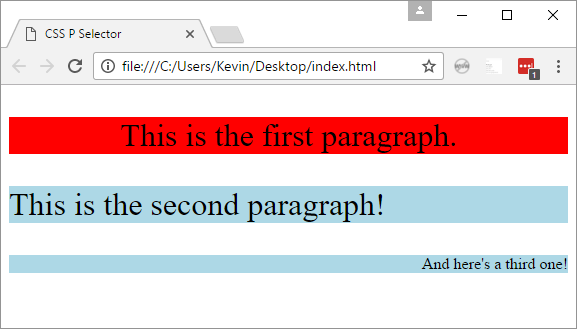 CSS P Selector
file:///C:/Users/Kevin/Desktop/index.html
1
This is the first paragraph.
This is the second paragraph!
And here's a third one!